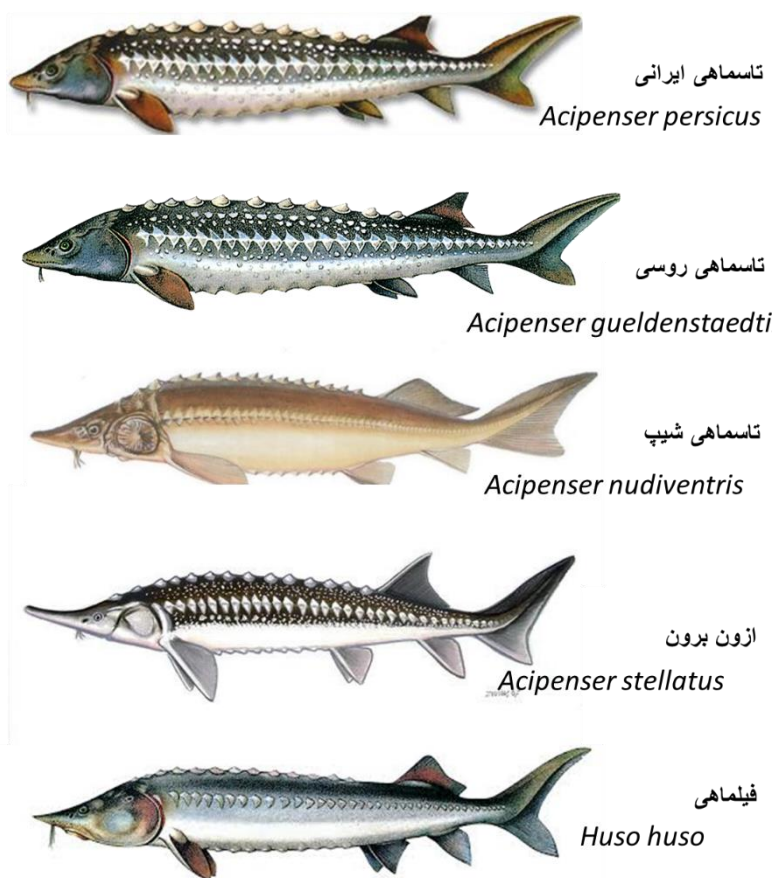 تاسماهی ایرانی
Acipenser persicus
تاسماهی روسی
Acipenser gueldenstaedti
تاسماهی شیپ
Acipenser nudiventris
ازون برون
Acipenser stellatus
فیلماهی
Huso huso